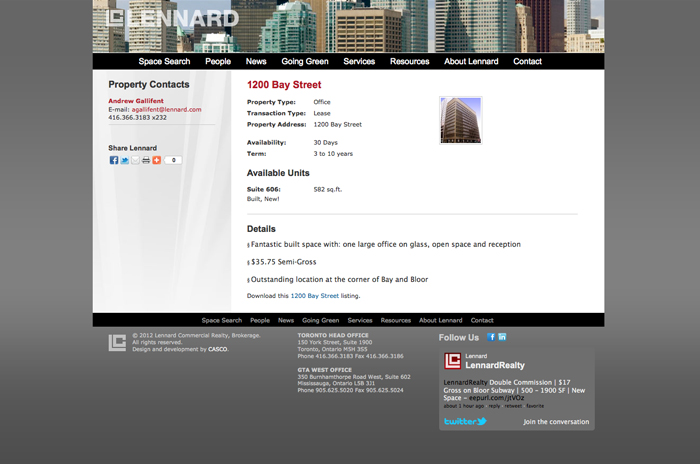 LENNARD
Space Search People News Going Green Services Resources About Lennard Contact
Property Contacts
Andrew Gallifent
E-mail: agallifent@lennard.com
416.366.3183 x232
Share Lennard
0
1200 Bay Street
Property Type: Office
Transaction Type: Lease
Property Address: 1200 Bay Street
Availability: 30 Days
Term: 3 to 10 years
Available Units
Suite 606: 582 sq.ft.
Built, New!
Details
§ Fantastic built space with: one large office on glass, open space and reception
§ $35.75 Semi-Gross
§ Outstanding location at the corner of Bay and Bloor
Download this 1200 Bay Street listing.
Space Search People News Going Green Services Resources About Lennard Contact
© 2012 Lennard Commercial Realty, Brokerage.
All rights reserved.
Design and development by CASCO.
TORONTO HEAD OFFICE
150 York Street, Suite 1900
Toronto, Ontario M5H 3S5
Phone 416.366.3183 Fax 416.366.3186
GTA WEST OFFICE
350 Burnhamthorpe Road West, Suite 602
Mississauga, Ontario L5B 3J1
Phone 905.625.5020 Fax 905.625.5024
Follow Us
Lennard
LennardRealty
LennardRealty Double Commission | $17
Gross on Bloor Subway | 500 - 1900 SF | New
Space - eepurl.com/jtVOz
about 1 hour ago · reply · retweet · favorite
twitter
Join the conversation